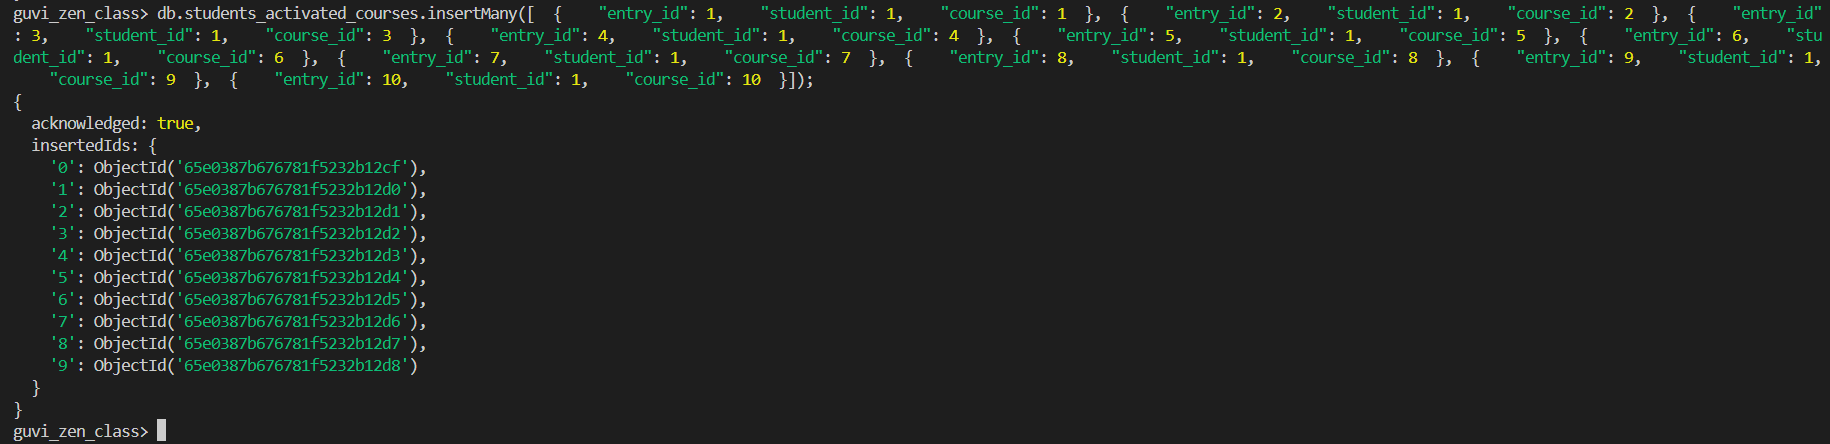 guvi_zen_class> db.students_activated_courses.insertMany([  {    "entry_id": 1,    "student_id": 1,    "course_id": 1  },  {    "entry_id": 2,    "student_id": 1,    "course_id": 2  },  {    "entry_id"
: 3,    "student_id": 1,    "course_id": 3  },  {    "entry_id": 4,    "student_id": 1,    "course_id": 4  },  {    "entry_id": 5,    "student_id": 1,    "course_id": 5  },  {    "entry_id": 6,    "stu
dent_id": 1,    "course_id": 6  },  {    "entry_id": 7,    "student_id": 1,    "course_id": 7  },  {    "entry_id": 8,    "student_id": 1,    "course_id": 8  },  {    "entry_id": 9,    "student_id": 1,
    "course_id": 9  },  {    "entry_id": 10,    "student_id": 1,    "course_id": 10  }]);
{
  acknowledged: true,
  insertedIds: {
    '0': ObjectId('65e0387b676781f5232b12cf'),
    '1': ObjectId('65e0387b676781f5232b12d0'),
    '2': ObjectId('65e0387b676781f5232b12d1'),
    '3': ObjectId('65e0387b676781f5232b12d2'),
    '4': ObjectId('65e0387b676781f5232b12d3'),
    '5': ObjectId('65e0387b676781f5232b12d4'),
    '6': ObjectId('65e0387b676781f5232b12d5'),
    '7': ObjectId('65e0387b676781f5232b12d6'),
    '8': ObjectId('65e0387b676781f5232b12d7'),
    '9': ObjectId('65e0387b676781f5232b12d8')
  }
}
guvi_zen_class>